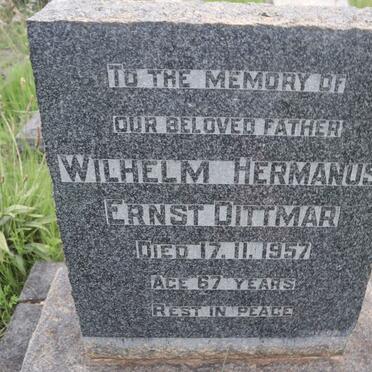 To the memory of
our beloved father
Wilhelm Hermanus
Ernst Dittmar
Died 17.11.1957
Age 67 years
Rest in peace